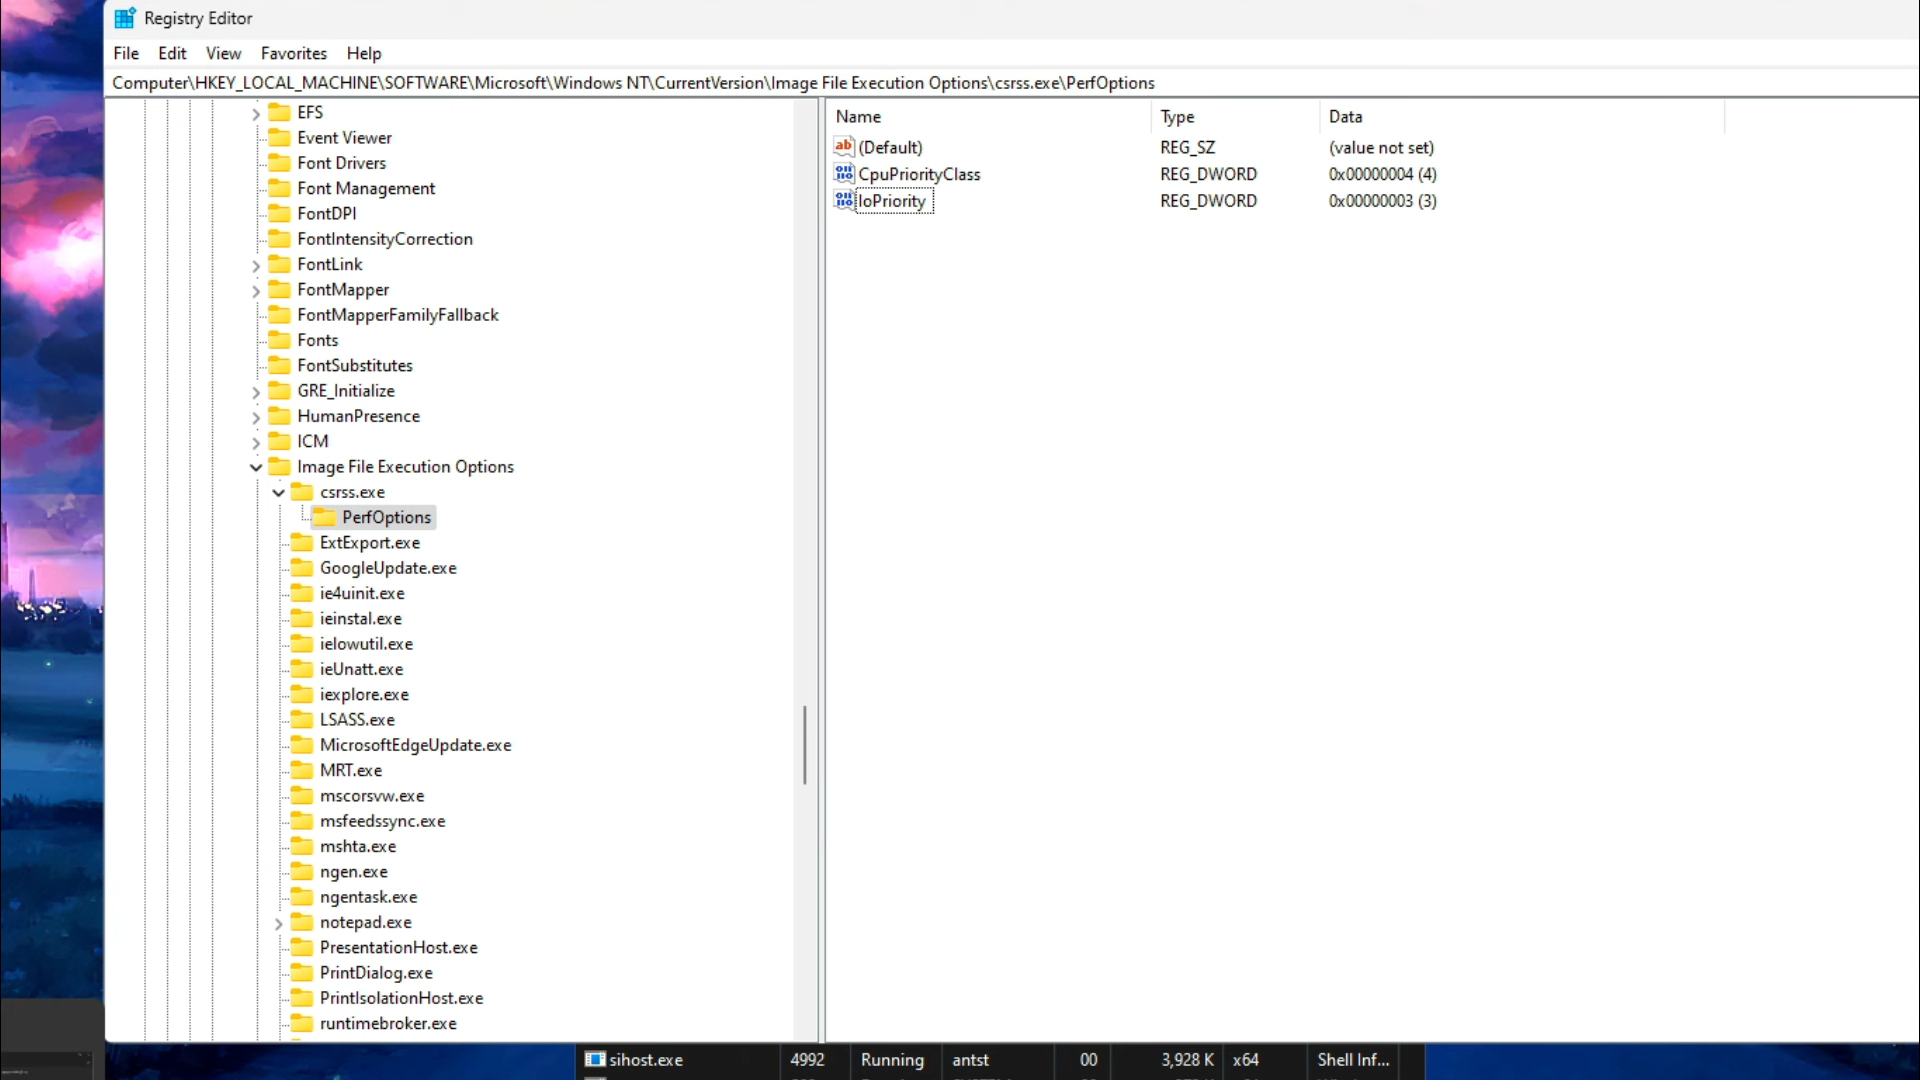 Registry Editor
File Edit View Favorites Help
Computer\HKEY_LOCAL_MACHINE\SOFTWARE\Microsoft\Windows NT\CurrentVersion\Image File Execution Options\csrss.exe\PerfOptions
EFS
Event Viewer
Font Drivers
Font Management
FontDPI
FontIntensityCorrection
FontLink
FontMapper
FontMapperFamilyFallback
Fonts
FontSubstitutes
GRE_Initialize
HumanPresence
ICM
Image File Execution Options
csrss.exe
PerfOptions
ExtExport.exe
GoogleUpdate.exe
ie4uinit.exe
ieinstal.exe
ielowutil.exe
ieUnatt.exe
iexplore.exe
LSASS.exe
MicrosoftEdgeUpdate.exe
MRT.exe
mscorsvw.exe
msfeedssync.exe
mshta.exe
ngen.exe
ngentask.exe
notepad.exe
PresentationHost.exe
PrintDialog.exe
PrintIsolationHost.exe
runtimebroker.exe
Name Type Data
(Default) REG_SZ (value not set)
CpuPriorityClass REG_DWORD 0x00000004 (4)
IoPriority REG_DWORD 0x00000003 (3)
sihost.exe 4992 Running antst 00 3,928 K x64 Shell Inf...